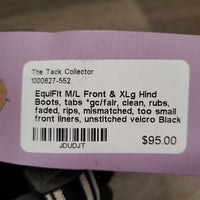 The Tack Collector
1000627-552
EquiFit M/L Front & XLg Hind
Boots, tabs *gc/fair, clean, rubs,
faded, rips, mismatched, too small
front liners, unstitched velcro Black
JDUDJT
$95.00